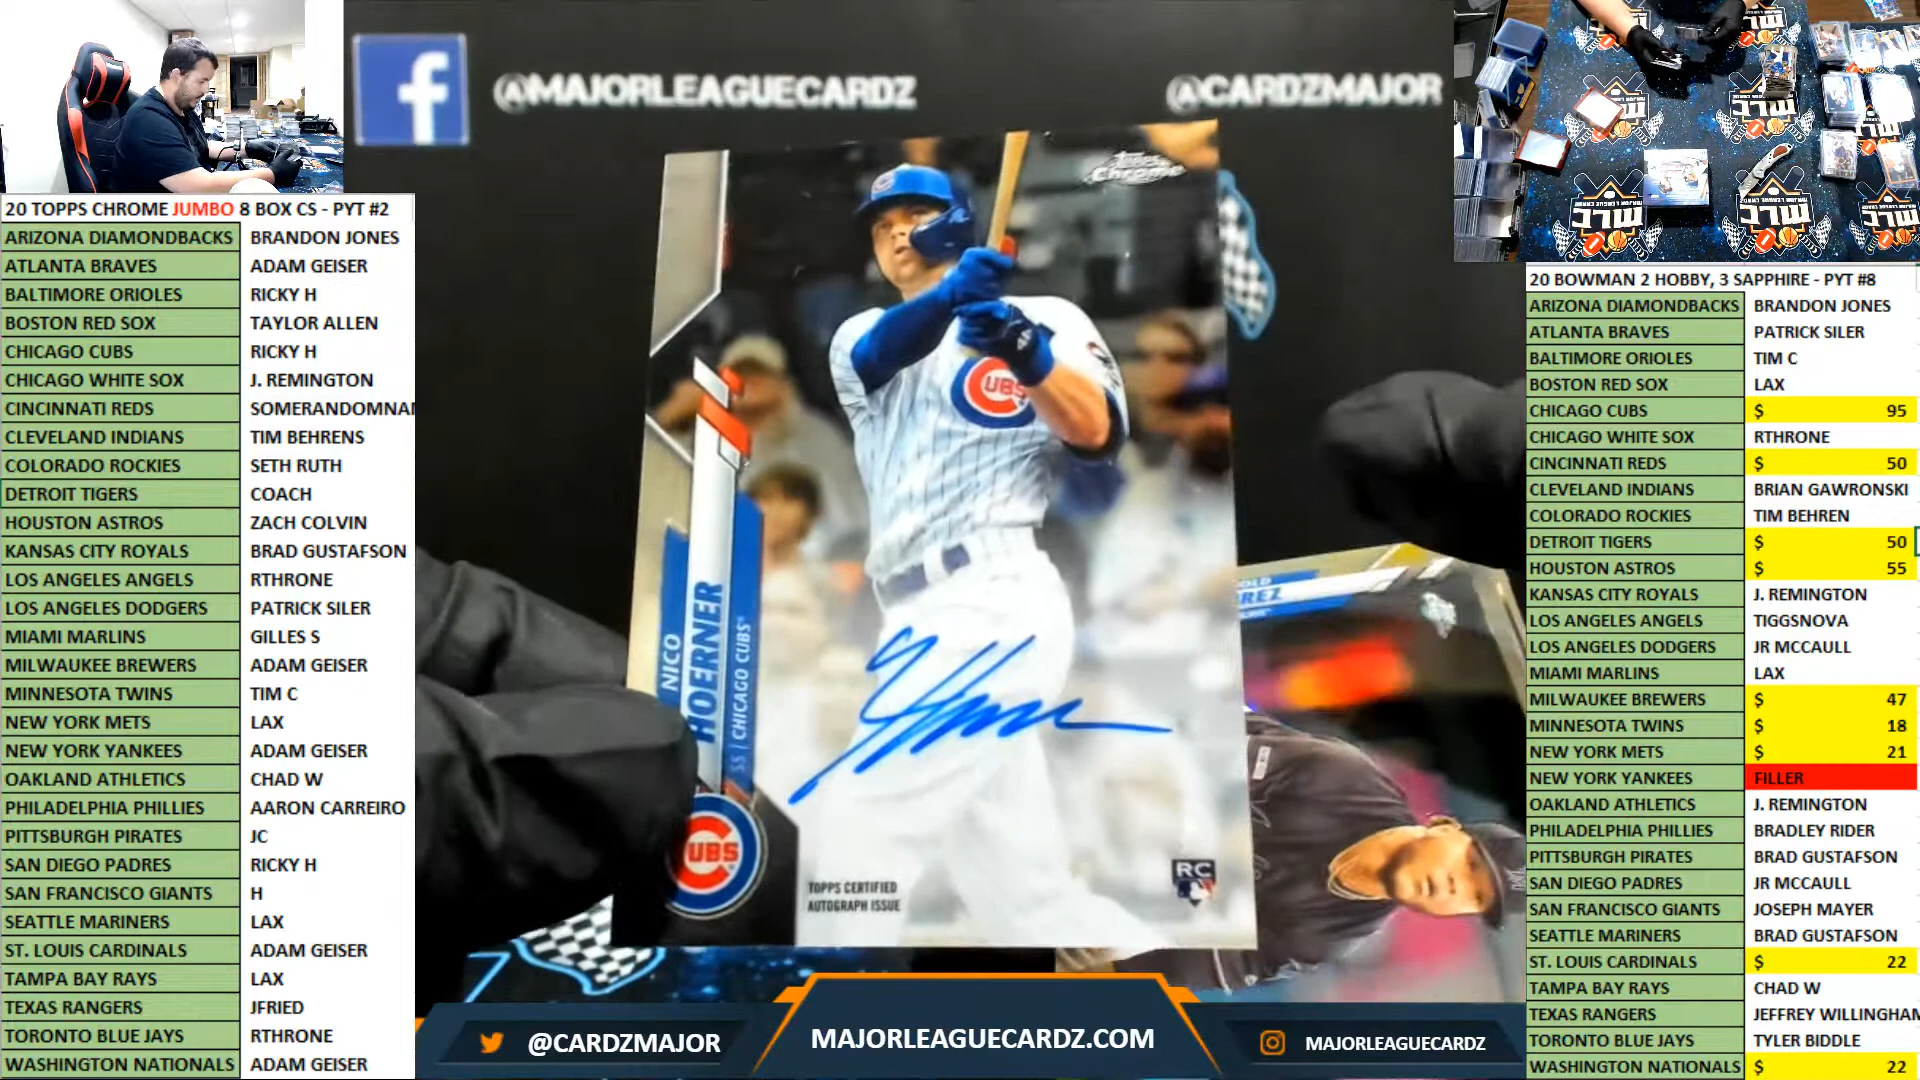 @MAJORLEAGUECARDZ
@CARDZMAJOR
20 TOPPS CHROME JUMBO 8 BOX CS - PYT #2
ARIZONA DIAMONDBACKS BRANDON JONES
ATLANTA BRAVES ADAM GEISER
BALTIMORE ORIOLES RICKY H
BOSTON RED SOX TAYLOR ALLEN
CHICAGO CUBS RICKY H
CHICAGO WHITE SOX J. REMINGTON
CINCINNATI REDS SOMERANDOMNA
CLEVELAND INDIANS TIM BEHRENS
COLORADO ROCKIES SETH RUTH
DETROIT TIGERS COACH
HOUSTON ASTROS ZACH COLVIN
KANSAS CITY ROYALS BRAD GUSTAFSON
LOS ANGELES ANGELS RTHRONE
LOS ANGELES DODGERS PATRICK SILER
MIAMI MARLINS GILLES S
MILWAUKEE BREWERS ADAM GEISER
MINNESOTA TWINS TIM C
NEW YORK METS LAX
NEW YORK YANKEES ADAM GEISER
OAKLAND ATHLETICS CHAD W
PHILADELPHIA PHILLIES AARON CARREIRO
PITTSBURGH PIRATES JC
SAN DIEGO PADRES RICKY H
SAN FRANCISCO GIANTS H
SEATTLE MARINERS LAX
ST. LOUIS CARDINALS ADAM GEISER
TAMPA BAY RAYS LAX
TEXAS RANGERS JFRIED
TORONTO BLUE JAYS RTHRONE
WASHINGTON NATIONALS ADAM GEISER
Topps
Chrome
CUBS
NICO
HOERNER
SS | CHICAGO CUBS
CUBS
TOPPS CERTIFIED
AUTOGRAPH ISSUE
RC
REZ
@CARDZMAJOR
MAJORLEAGUECARDZ.COM
MAJORLEAGUECARDZ
MLC
20 BOWMAN 2 HOBBY, 3 SAPPHIRE - PYT #8
ARIZONA DIAMONDBACKS BRANDON JONES
ATLANTA BRAVES PATRICK SILER
BALTIMORE ORIOLES TIM C
BOSTON RED SOX LAX
CHICAGO CUBS $ 95
CHICAGO WHITE SOX RTHRONE
CINCINNATI REDS $ 50
CLEVELAND INDIANS BRIAN GAWRONSKI
COLORADO ROCKIES TIM BEHREN
DETROIT TIGERS $ 50
HOUSTON ASTROS $ 55
KANSAS CITY ROYALS J. REMINGTON
LOS ANGELES ANGELS TIGGSNOVA
LOS ANGELES DODGERS JR MCCAULL
MIAMI MARLINS LAX
MILWAUKEE BREWERS $ 47
MINNESOTA TWINS $ 18
NEW YORK METS $ 21
NEW YORK YANKEES FILLER
OAKLAND ATHLETICS J. REMINGTON
PHILADELPHIA PHILLIES BRADLEY RIDER
PITTSBURGH PIRATES BRAD GUSTAFSON
SAN DIEGO PADRES JR MCCAULL
SAN FRANCISCO GIANTS JOSEPH MAYER
SEATTLE MARINERS BRAD GUSTAFSON
ST. LOUIS CARDINALS $ 22
TAMPA BAY RAYS CHAD W
TEXAS RANGERS JEFFREY WILLINGHAM
TORONTO BLUE JAYS TYLER BIDDLE
WASHINGTON NATIONALS $ 22